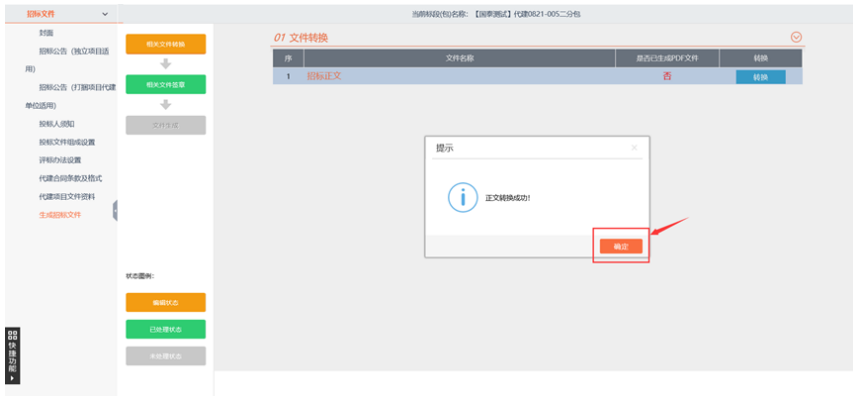 招标文件
当前标段(包)名称: 【国泰测试】代建0821-005二分包
封面
招标公告（独立项目适
用）
招标公告（打捆项目代建
单位适用）
投标人须知
投标文件组成设置
评标办法设置
代建合同条款及格式
代建项目文件资料
生成招标文件
相关文件转换
相关文件签章
文件生成
状态图例:
编辑状态
已处理状态
未处理状态
01 文件转换
序
文件名称
是否已生成PDF文件
转换
1
招标正文
否
转换
提示
正文转换成功!
确定
快捷功能